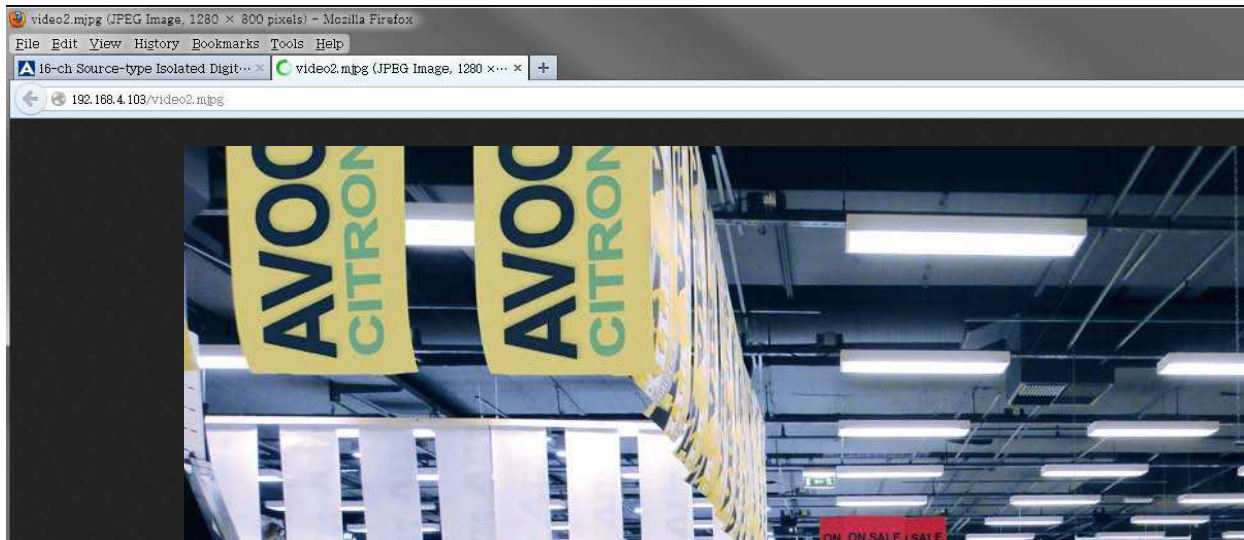 video2.mjpg (JPEG Image, 1280 × 800 pixels) - Mozilla Firefox
File Edit View History Bookmarks Tools Help
16-ch Source-type Isolated Digit··· × video2.mjpg (JPEG Image, 1280 ×··· × +
192.168.4.103/video2.mjpg
AVOC
CITRON
AVOC
CITRON
ON ON SALE SALE